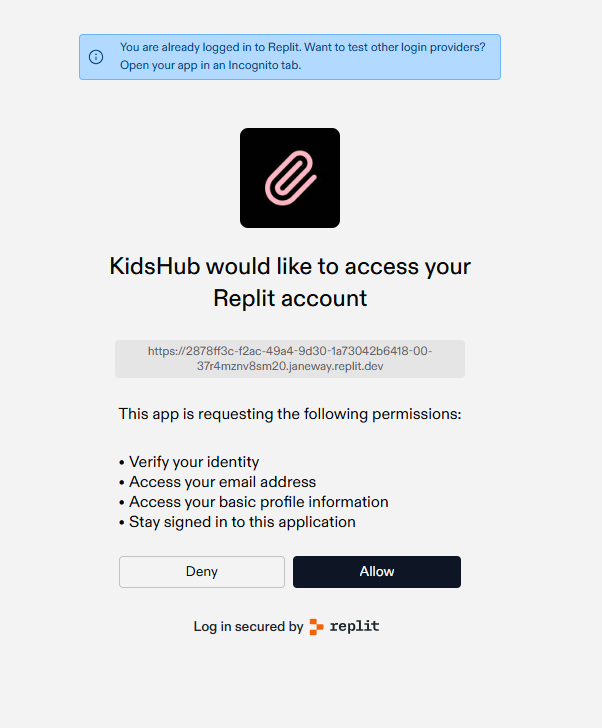 You are already logged in to Replit. Want to test other login providers?
Open your app in an Incognito tab.
KidsHub would like to access your
Replit account
https://2878ff3c-f2ac-49a4-9d30-1a73042b6418-00-
37r4mznv8sm20.janeway.replit.dev
This app is requesting the following permissions:
• Verify your identity
• Access your email address
• Access your basic profile information
• Stay signed in to this application
Deny
Allow
Log in secured by replit